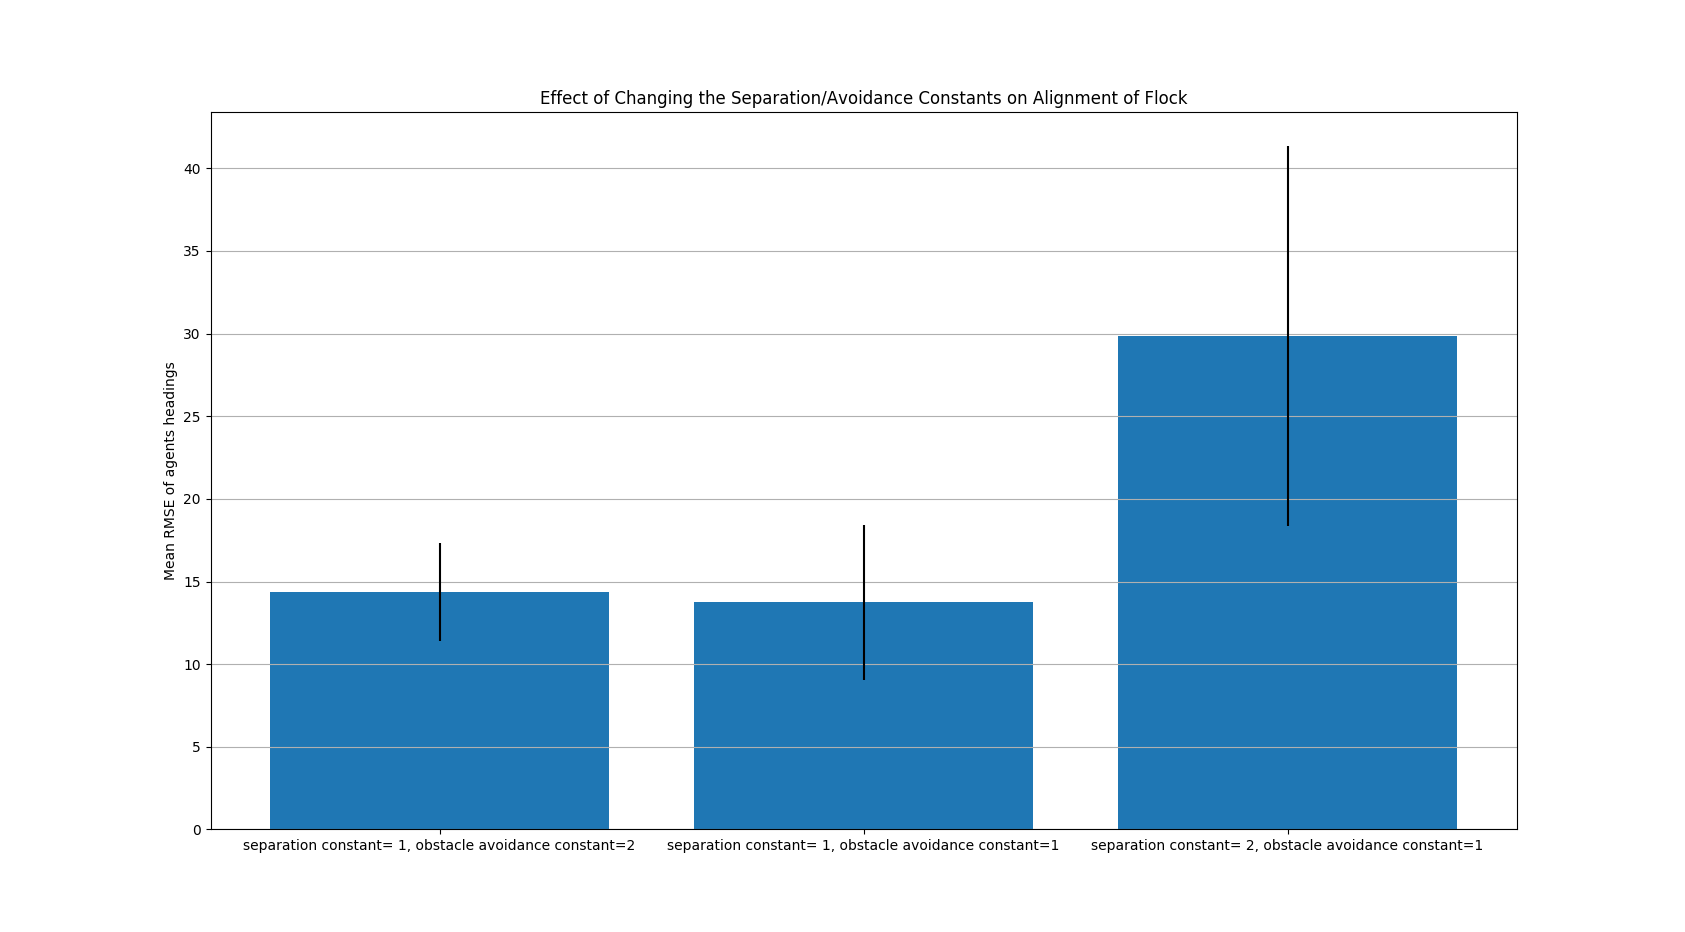 Effect of Changing the Separation/Avoidance Constants on Alignment of Flock
Mean RMSE of agents headings
40
35
30
25
20
15
10
5
0
separation constant= 1, obstacle avoidance constant=2
separation constant= 1, obstacle avoidance constant=1
separation constant= 2, obstacle avoidance constant=1